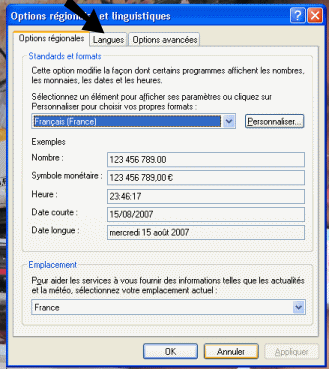 Options régionales et linguistiques
Options régionales Langues Options avancées
Standards et formats
Cette option modifie la façon dont certains programmes affichent les nombres,
les monnaies, les dates et les heures.
Sélectionnez un élément pour afficher ses paramètres ou cliquez sur
Personnaliser pour choisir vos propres formats :
Français (France) Personnaliser...
Exemples
Nombre : 123 456 789.00
Symbole monétaire : 123 456 789,00 €
Heure : 23:46:17
Date courte : 15/08/2007
Date longue : mercredi 15 août 2007
Emplacement
Pour aider les services à vous fournir des informations telles que les actualités
et la météo, sélectionnez votre emplacement actuel :
France
OK Annuler Appliquer